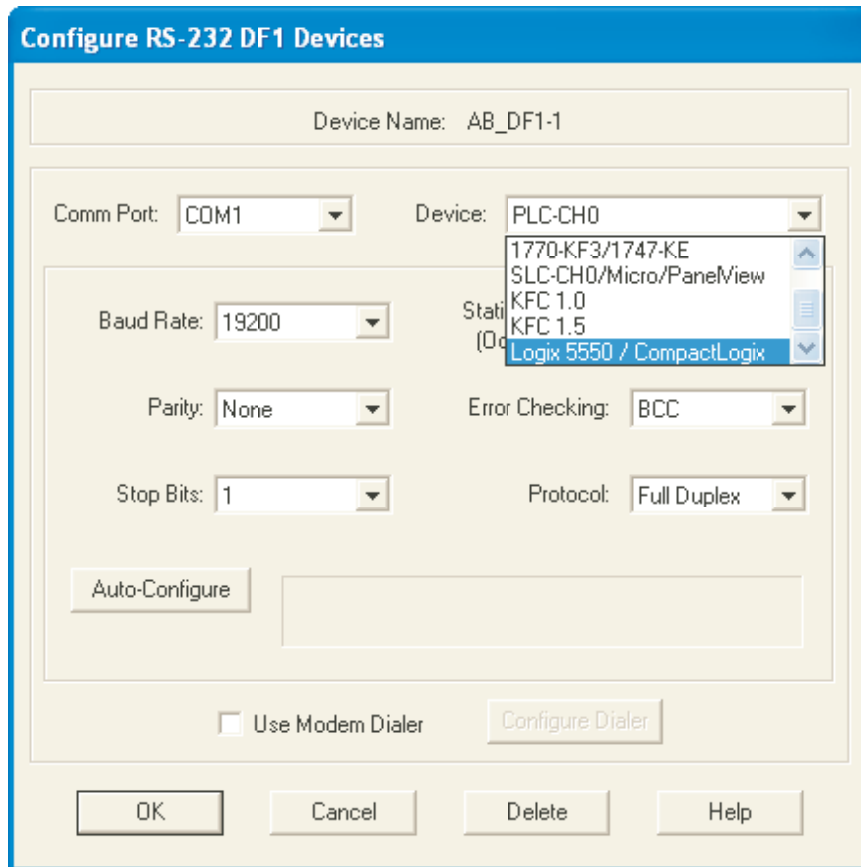 Configure RS-232 DF1 Devices
Device Name: AB_DF1-1
Comm Port: COM1 Device: PLC-CH0
1770-KF3/1747-KE
SLC-CH0/Micro/PanelView
KFC 1.0
KFC 1.5
Logix 5550 / CompactLogix
Baud Rate: 19200
Parity: None Error Checking: BCC
Stop Bits: 1 Protocol: Full Duplex
Auto-Configure
Use Modem Dialer Configure Dialer
OK Cancel Delete Help